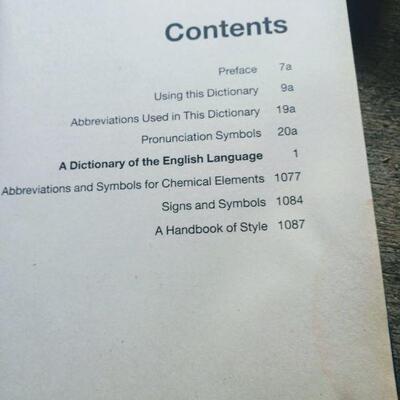 Contents
Preface 7a
Using this Dictionary 9a
Abbreviations Used in This Dictionary 19a
Pronunciation Symbols 20a
A Dictionary of the English Language 1
Abbreviations and Symbols for Chemical Elements 1077
Signs and Symbols 1084
A Handbook of Style 1087